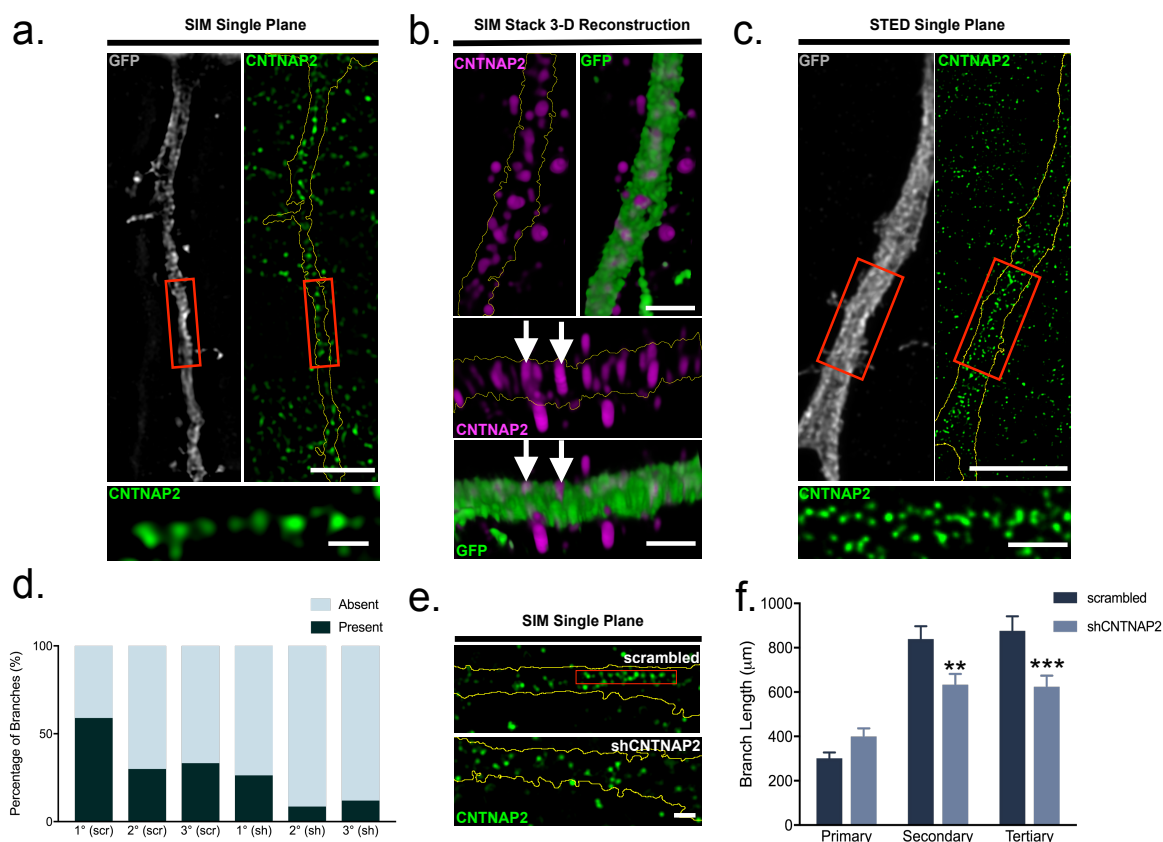 a.
SIM Single Plane
GFP
CNTNAP2
CNTNAP2
b.
SIM Stack 3-D Reconstruction
CNTNAP2
GFP
CNTNAP2
GFP
c.
STED Single Plane
GFP
CNTNAP2
CNTNAP2
d.
Absent
Present
Percentage of Branches (%)
100
50
0
1° (scr) 2° (scr) 3° (scr) 1° (sh) 2° (sh) 3° (sh)
e.
SIM Single Plane
scrambled
shCNTNAP2
CNTNAP2
f.
scrambled
shCNTNAP2
Branch Length (μm)
1000
800
600
400
200
0
** ***
Primary Secondary Tertiary